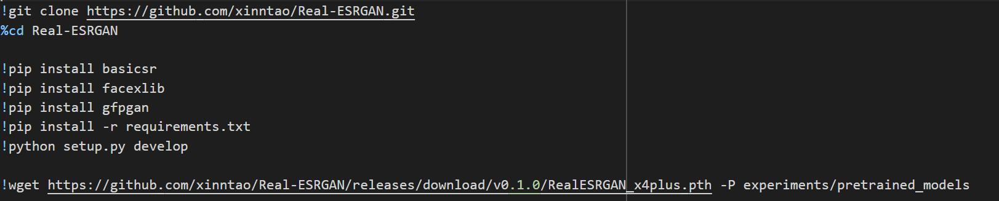 !git clone https://github.com/xinntao/Real-ESRGAN.git
%cd Real-ESRGAN
!pip install basicsr
!pip install facexlib
!pip install gfpgan
!pip install -r requirements.txt
!python setup.py develop
!wget https://github.com/xinntao/Real-ESRGAN/releases/download/v0.1.0/RealESRGAN_x4plus.pth -P experiments/pretrained_models